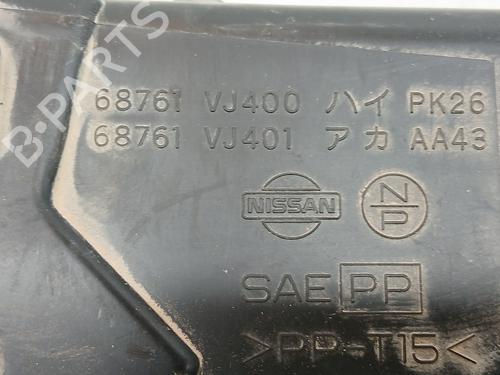 B-PARTS
68761 VJ400 ハイ PK26
68761 VJ401 アカ AA43
NISSAN
N/P
SAE PP
>PP-T15<